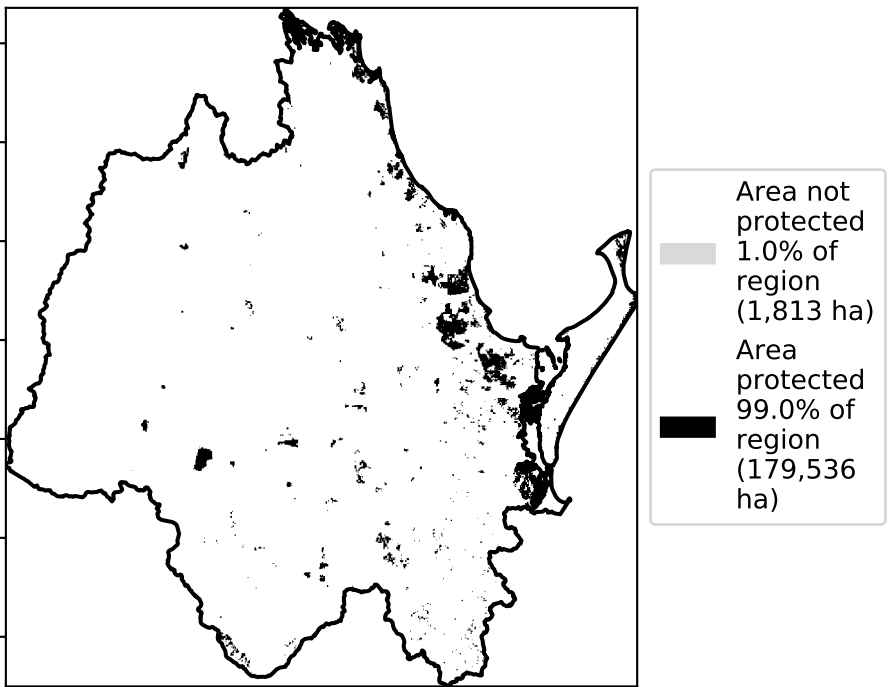 Area not
protected
1.0% of
region
(1,813 ha)
Area
protected
99.0% of
region
(179,536
ha)